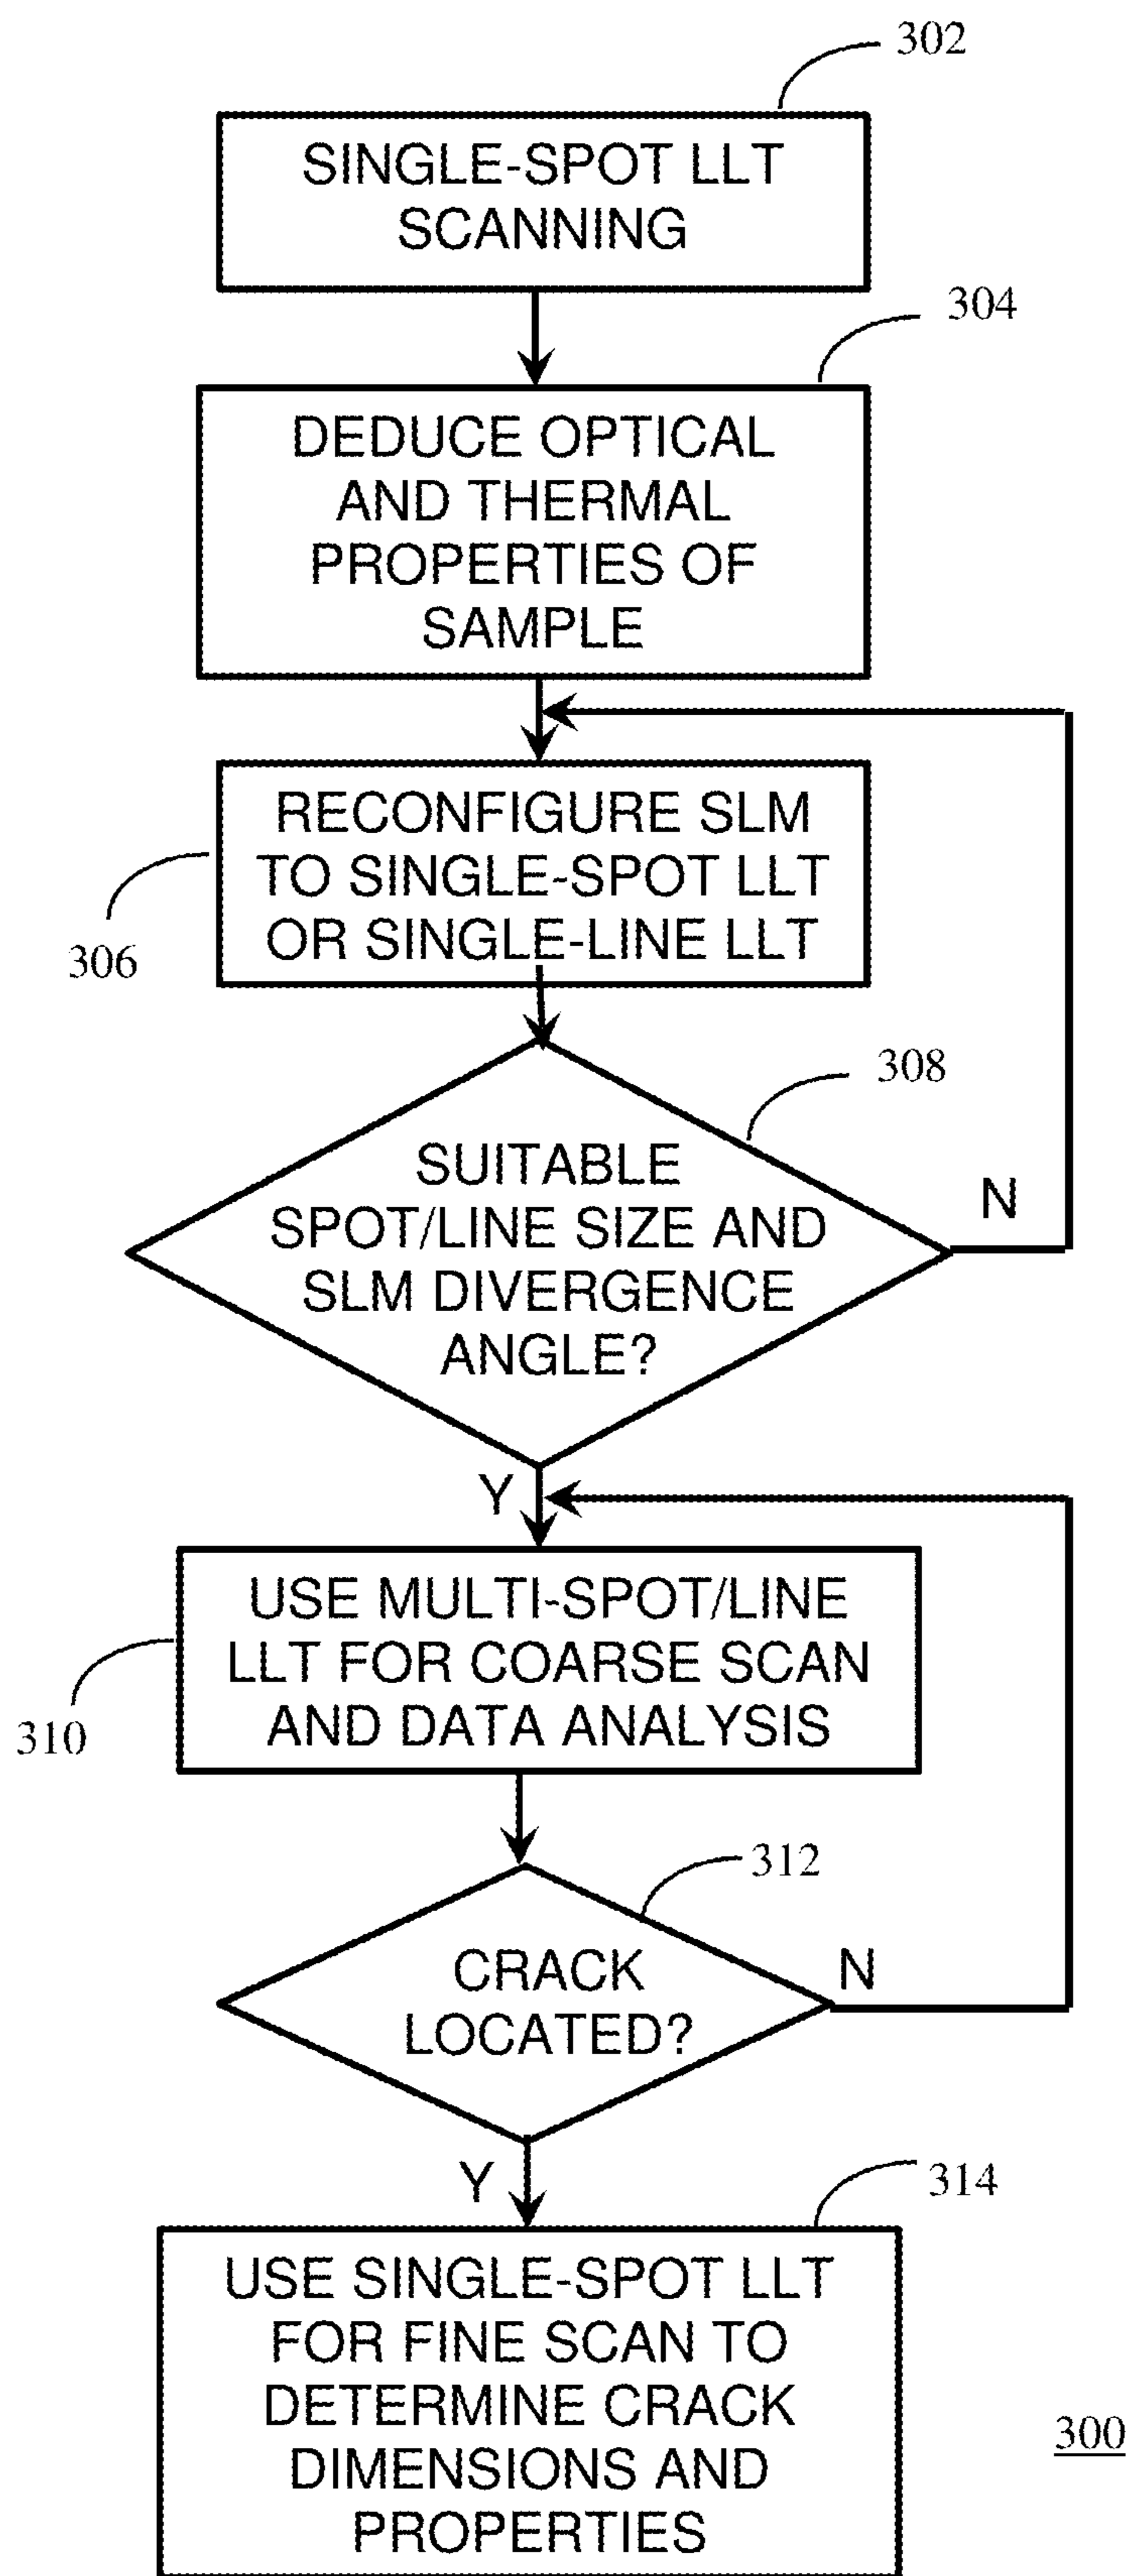 302
SINGLE-SPOT LLT
SCANNING
304
DEDUCE OPTICAL
AND THERMAL
PROPERTIES OF
SAMPLE
RECONFIGURE SLM
TO SINGLE-SPOT LLT
OR SINGLE-LINE LLT
306
308
SUITABLE
SPOT/LINE SIZE AND
SLM DIVERGENCE
ANGLE?
N
Y
USE MULTI-SPOT/LINE
LLT FOR COARSE SCAN
AND DATA ANALYSIS
310
312
CRACK
LOCATED?
N
Y
314
USE SINGLE-SPOT LLT
FOR FINE SCAN TO
DETERMINE CRACK
DIMENSIONS AND
PROPERTIES
300